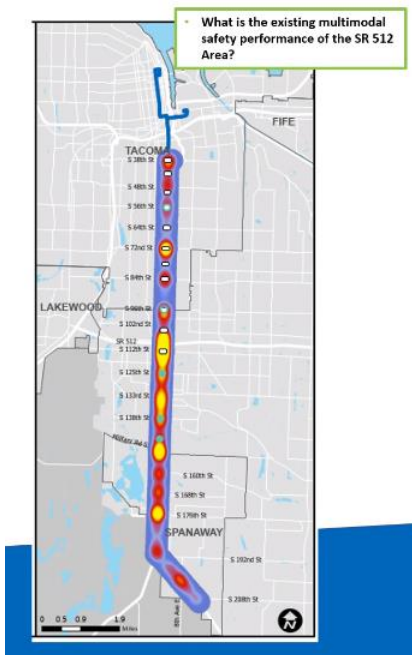 • What is the existing multimodal
safety performance of the SR 512
Area?
FIFE
TACOMA
S 38th St
S 48th St
S 56th St
S 64th St
S 72nd St
S 84th St
LAKEWOOD
S 96th St
S 102nd St
SR 512
S 112th St
S 125th St
S 133rd St
S 138th St
Military Rd S
S 160th St
S 168th St
S 176th St
SPANAWAY
S 192nd St
S 208th St
8th Ave E
0 0.5 0.9 1.9
Miles
N